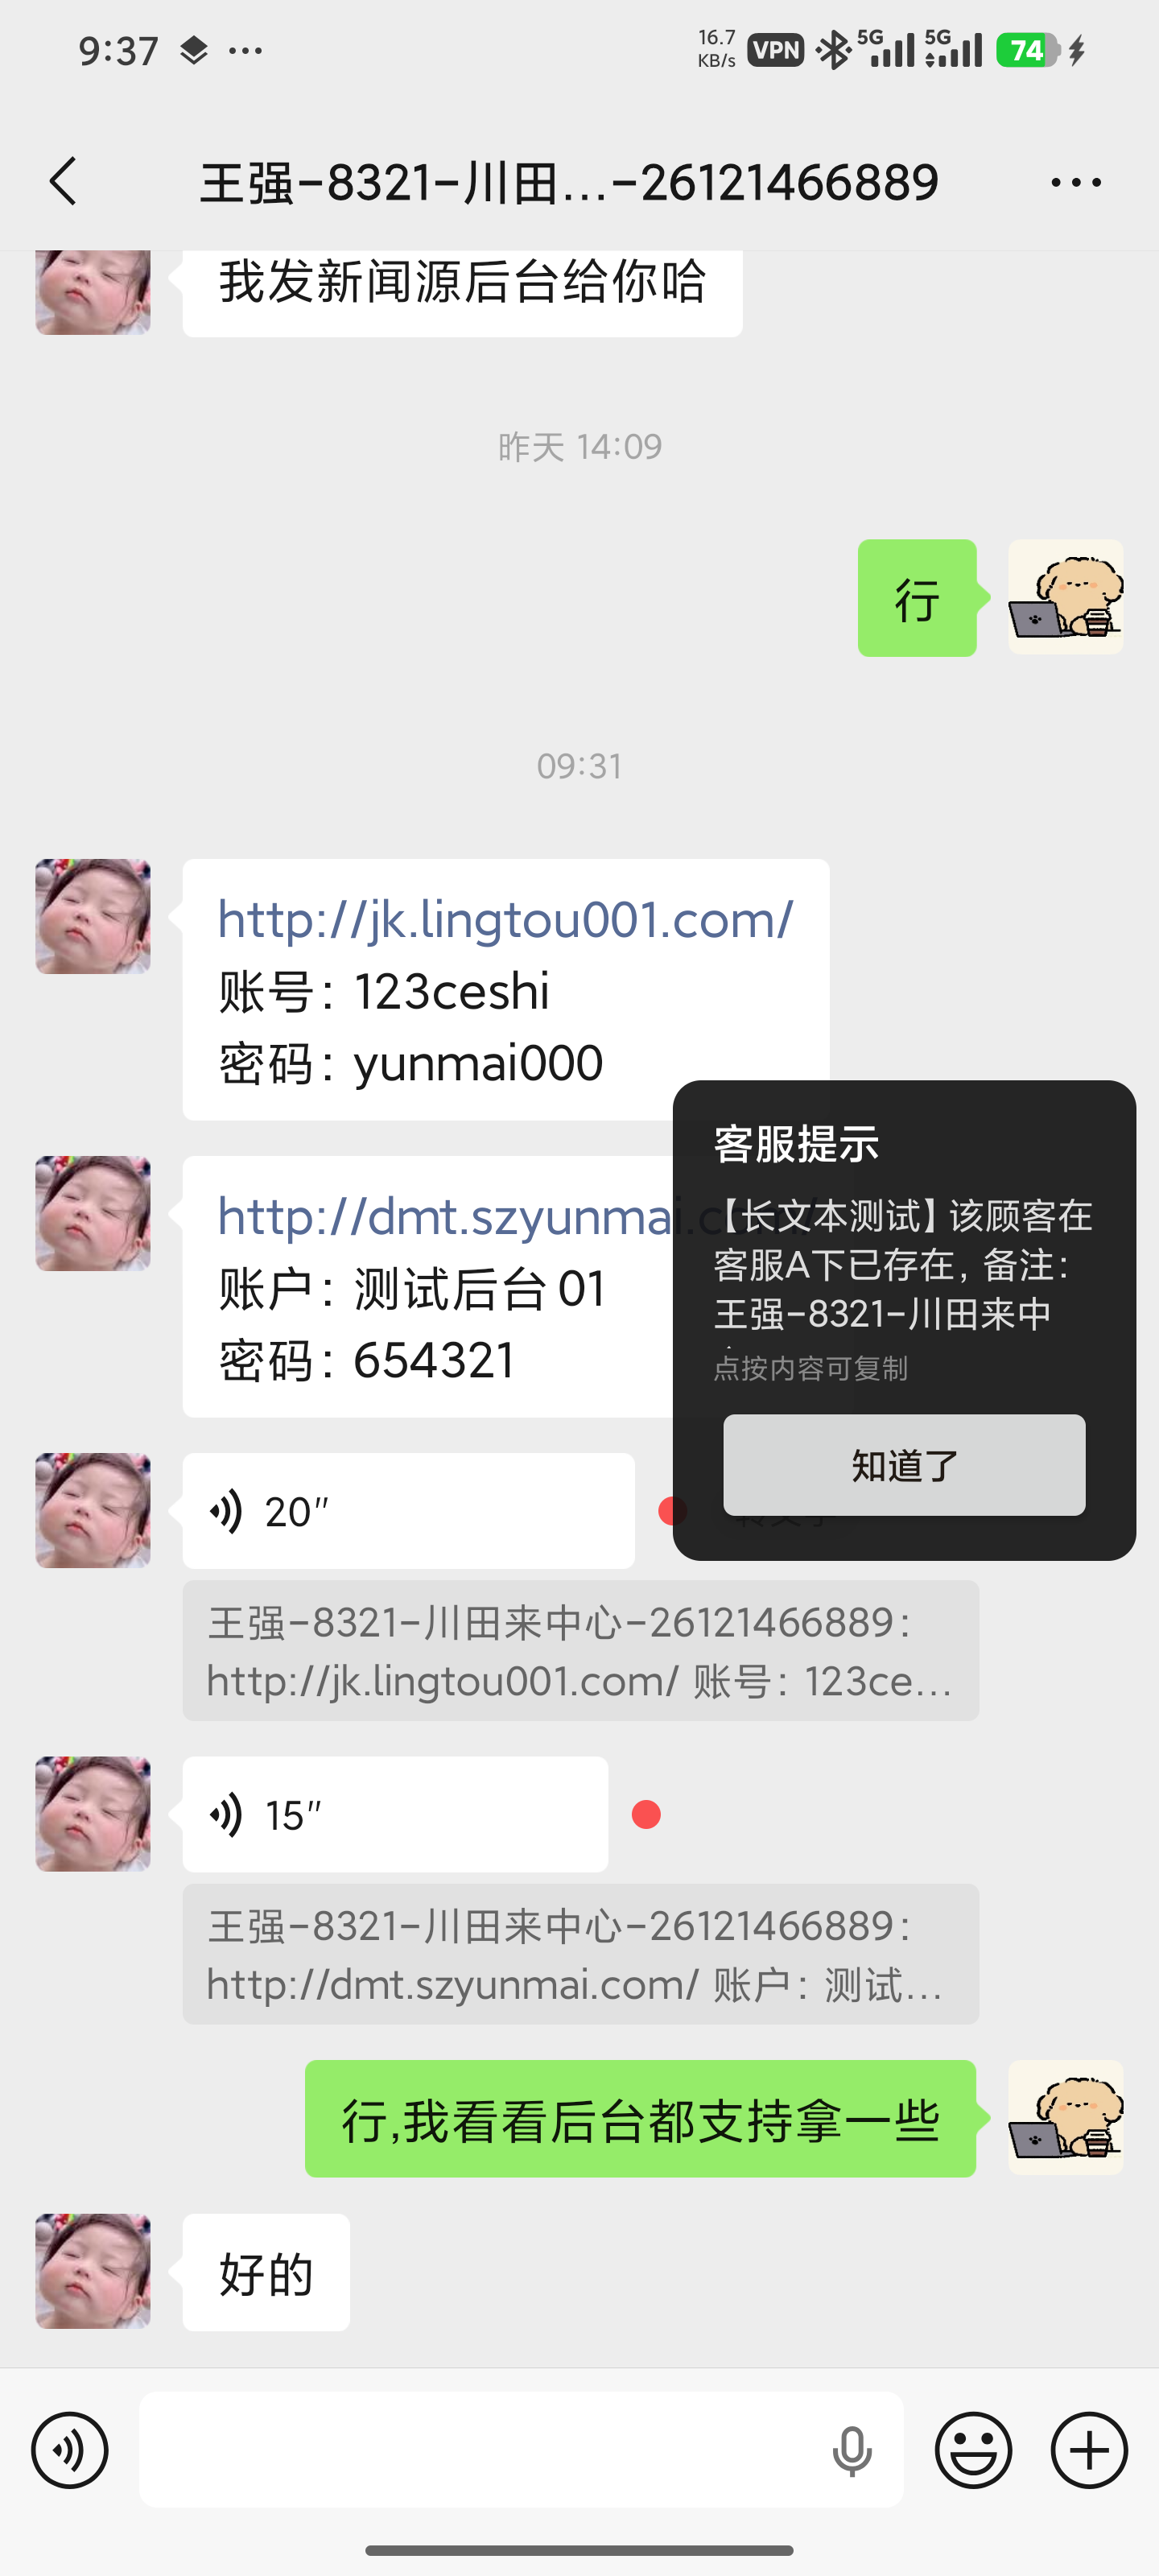 9:37
16.7
KB/s
VPN
5G
5G
74
王强-8321-川田...-26121466889
我发新闻源后台给你哈
昨天 14:09
行
09:31
http://jk.lingtou001.com/
账号：123ceshi
密码：yunmai000
http://dmt.szyunmai.com/
账户：测试后台01
密码：654321
客服提示
【长文本测试】该顾客在
客服A下已存在，备注：
王强-8321-川田来中
点按内容可复制
知道了
20"
转文字
王强-8321-川田来中心-26121466889：
http://jk.lingtou001.com/ 账号：123ce...
15"
王强-8321-川田来中心-26121466889：
http://dmt.szyunmai.com/ 账户：测试...
行,我看看后台都支持拿一些
好的